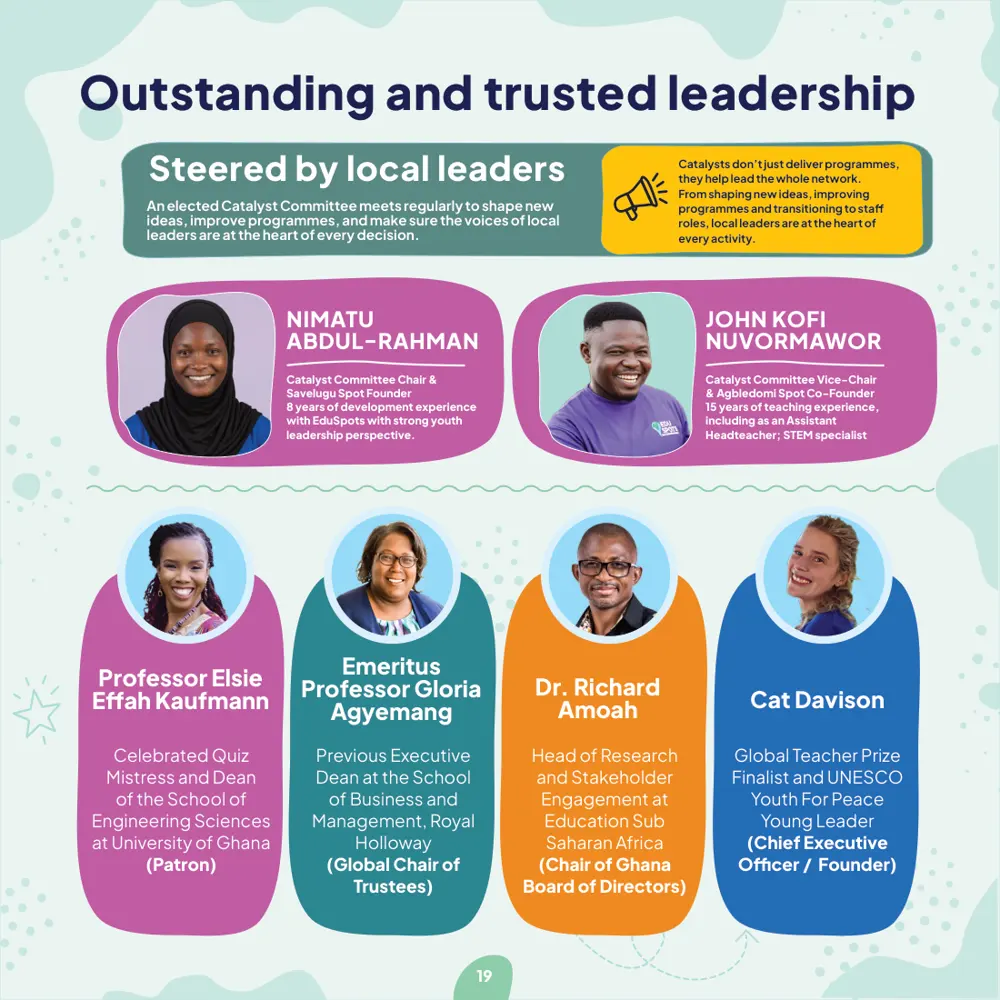 Outstanding and trusted leadership
Steered by local leaders
An elected Catalyst Committee meets regularly to shape new
ideas, improve programmes, and make sure the voices of local
leaders are at the heart of every decision.
Catalysts don't just deliver programmes,
they help lead the whole network.
From shaping new ideas, improving
programmes and transitioning to staff
roles, local leaders are at the heart of
every activity.
NIMATU
ABDUL-RAHMAN
Catalyst Committee Chair &
Savelugu Spot Founder
8 years of development experience
with EduSpots with strong youth
leadership perspective.
JOHN KOFI
NUVORMAWOR
Catalyst Committee Vice-Chair
& Agbledomi Spot Co-Founder
15 years of teaching experience,
including as an Assistant
Headteacher; STEM specialist
EDU
SPOTS
Professor Elsie
Effah Kaufmann
Celebrated Quiz
Mistress and Dean
of the School of
Engineering Sciences
at University of Ghana
(Patron)
Emeritus
Professor Gloria
Agyemang
Previous Executive
Dean at the School
of Business and
Management, Royal
Holloway
(Global Chair of
Trustees)
Dr. Richard
Amoah
Head of Research
and Stakeholder
Engagement at
Education Sub
Saharan Africa
(Chair of Ghana
Board of Directors)
Cat Davison
Global Teacher Prize
Finalist and UNESCO
Youth For Peace
Young Leader
(Chief Executive
Officer / Founder)
19